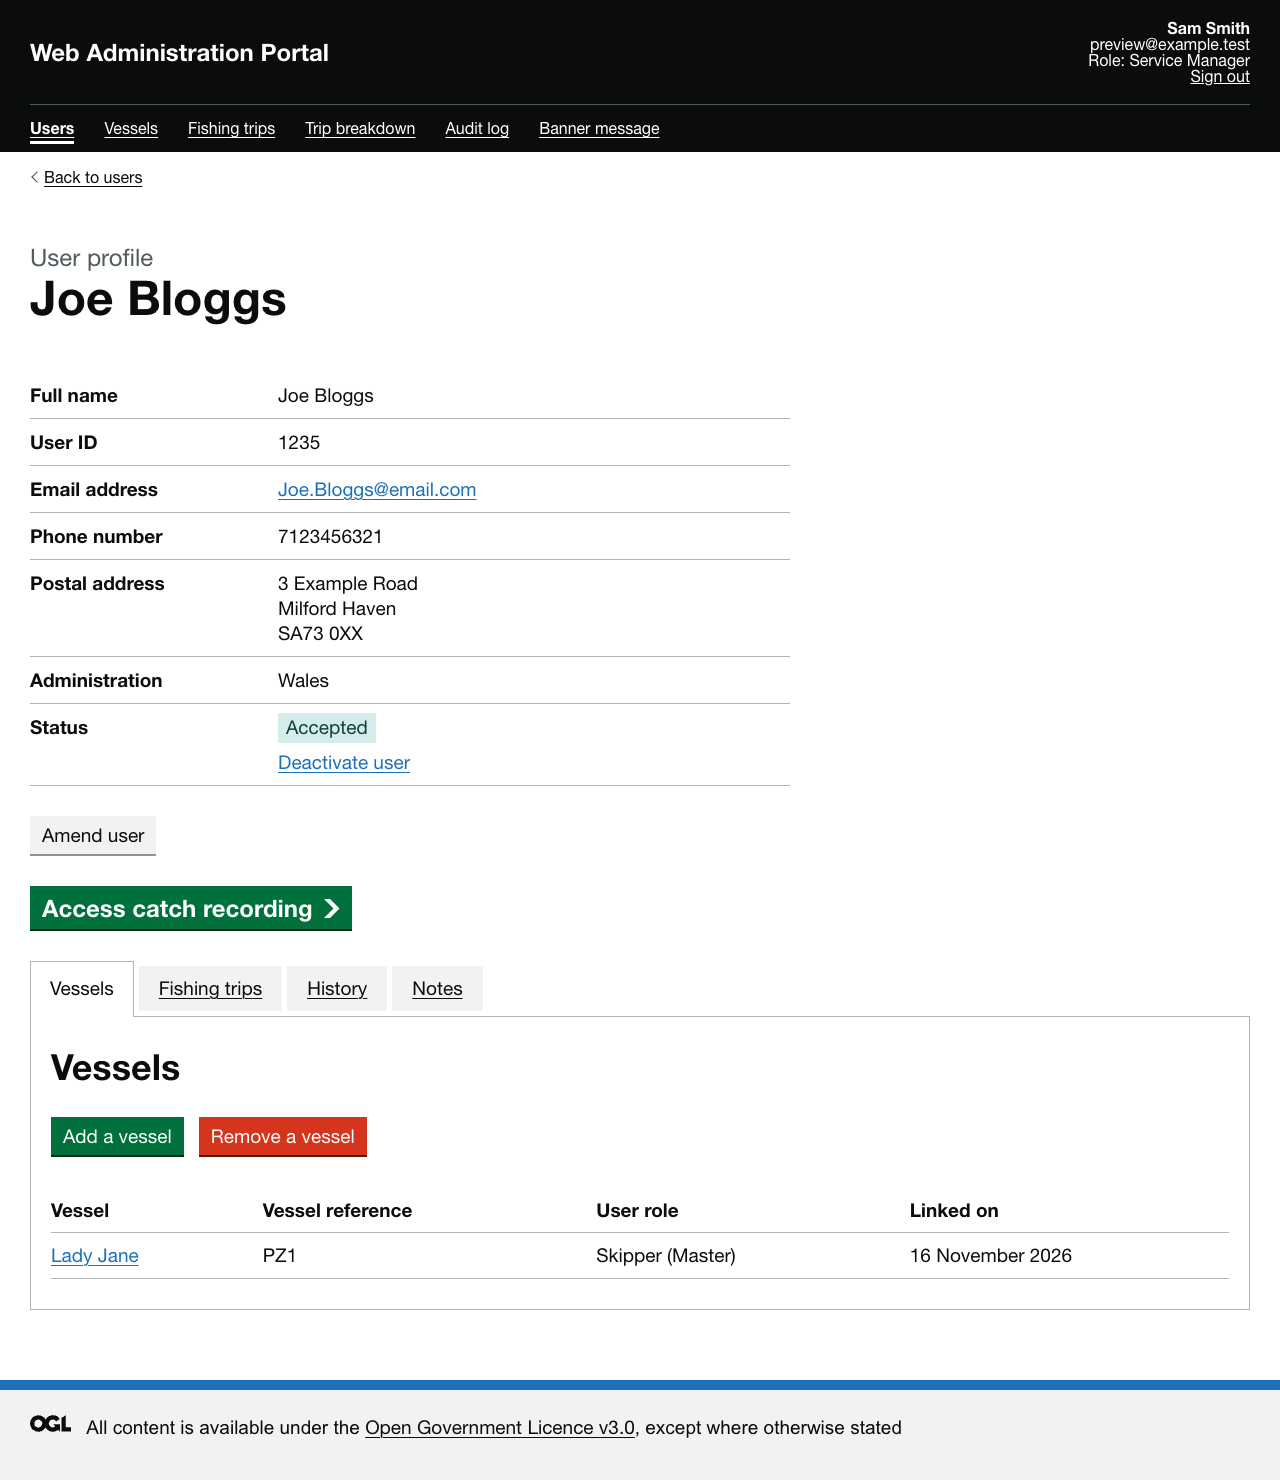 Web Administration Portal
Sam Smith
preview@example.test
Role: Service Manager
Sign out
Users Vessels Fishing trips Trip breakdown Audit log Banner message
Back to users
User profile
Joe Bloggs
Full name Joe Bloggs
User ID 1235
Email address Joe.Bloggs@email.com
Phone number 7123456321
Postal address 3 Example Road
Milford Haven
SA73 0XX
Administration Wales
Status Accepted
Deactivate user
Amend user
Access catch recording
Vessels Fishing trips History Notes
Vessels
Add a vessel Remove a vessel
Vessel Vessel reference User role Linked on
Lady Jane PZ1 Skipper (Master) 16 November 2026
OGL All content is available under the Open Government Licence v3.0, except where otherwise stated